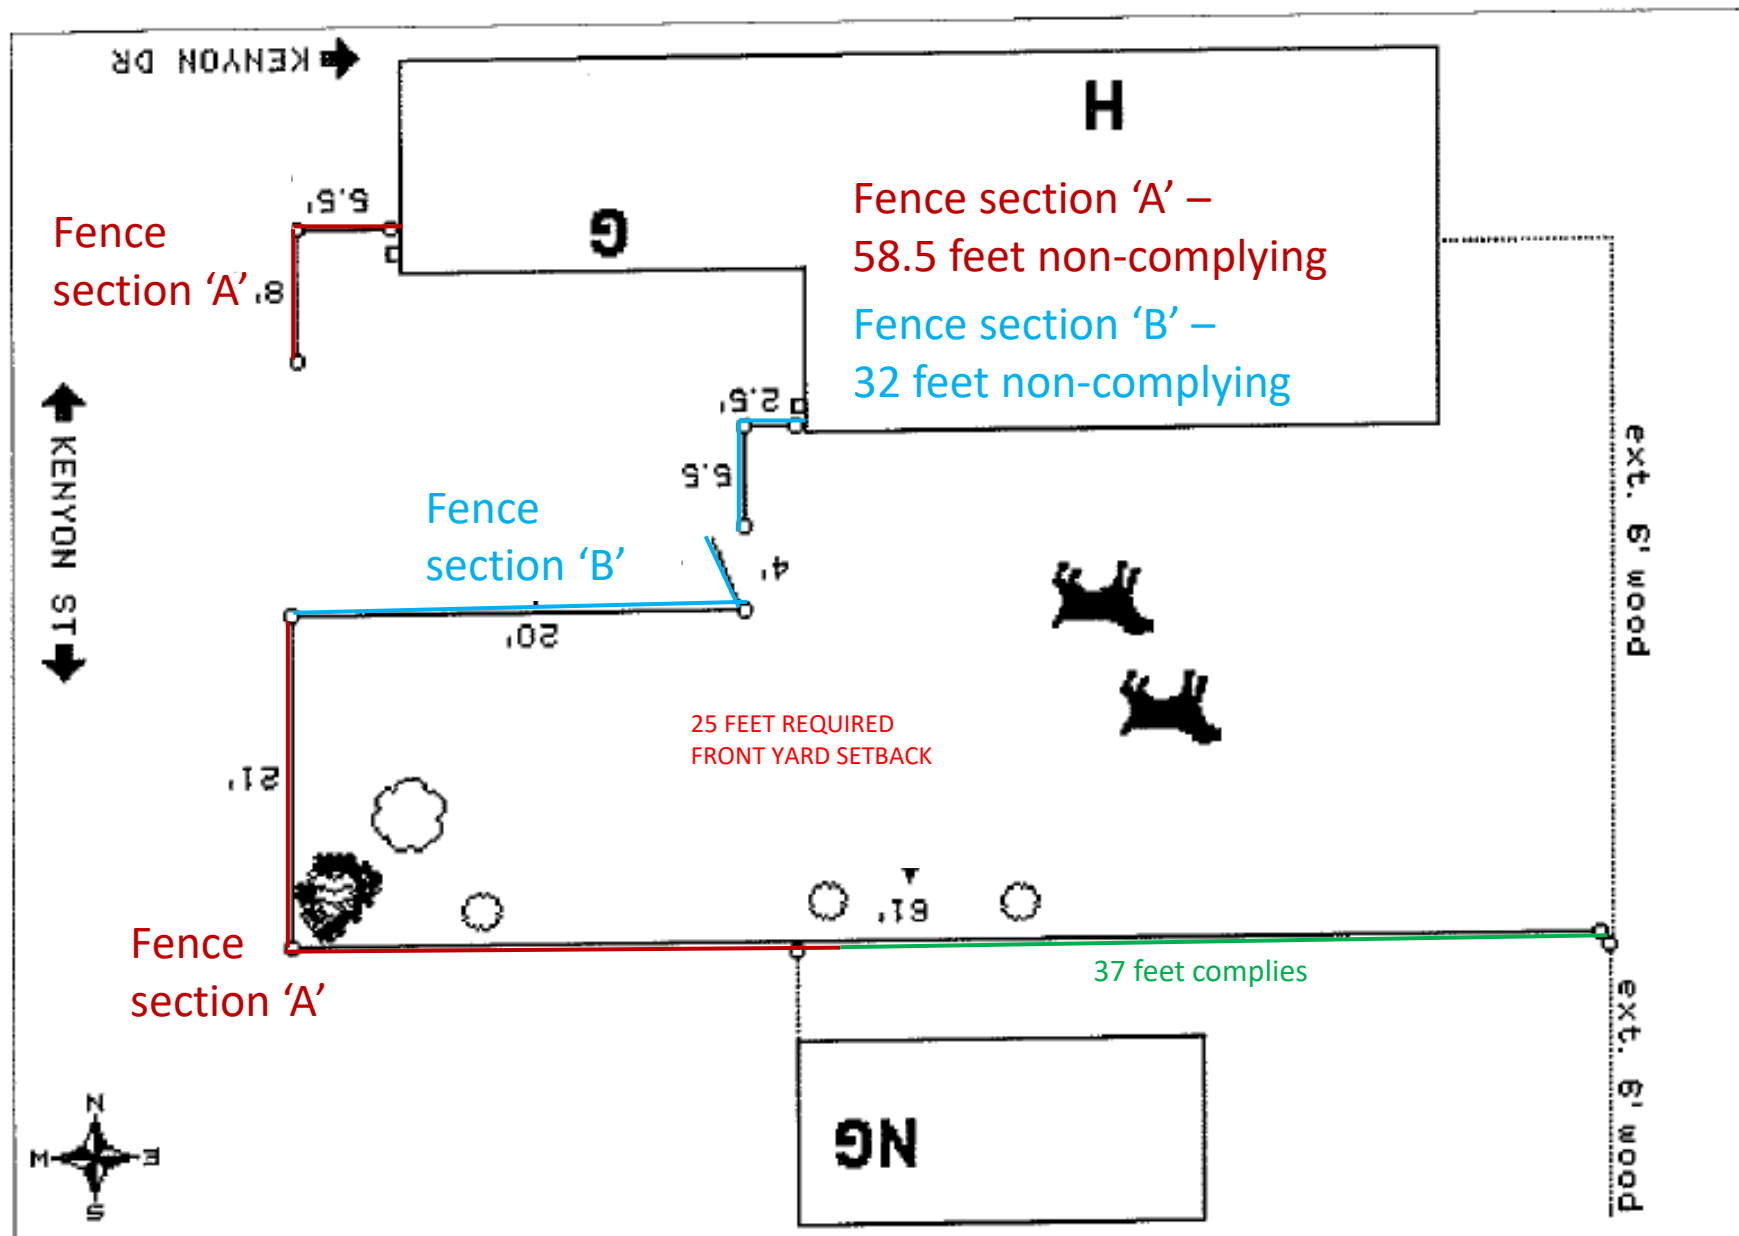 KENYON DR
H
5.5'
G
Fence section ‘A’ –
58.5 feet non-complying
Fence
section ‘A’
8'
Fence section ‘B’ –
32 feet non-complying
2.5'
KENYON ST
5.5
ext. 6' wood
Fence
section ‘B’
4'
20'
25 FEET REQUIRED
FRONT YARD SETBACK
21'
61'
Fence
section ‘A’
37 feet complies
ext. 6' wood
NG
N
W
E
S